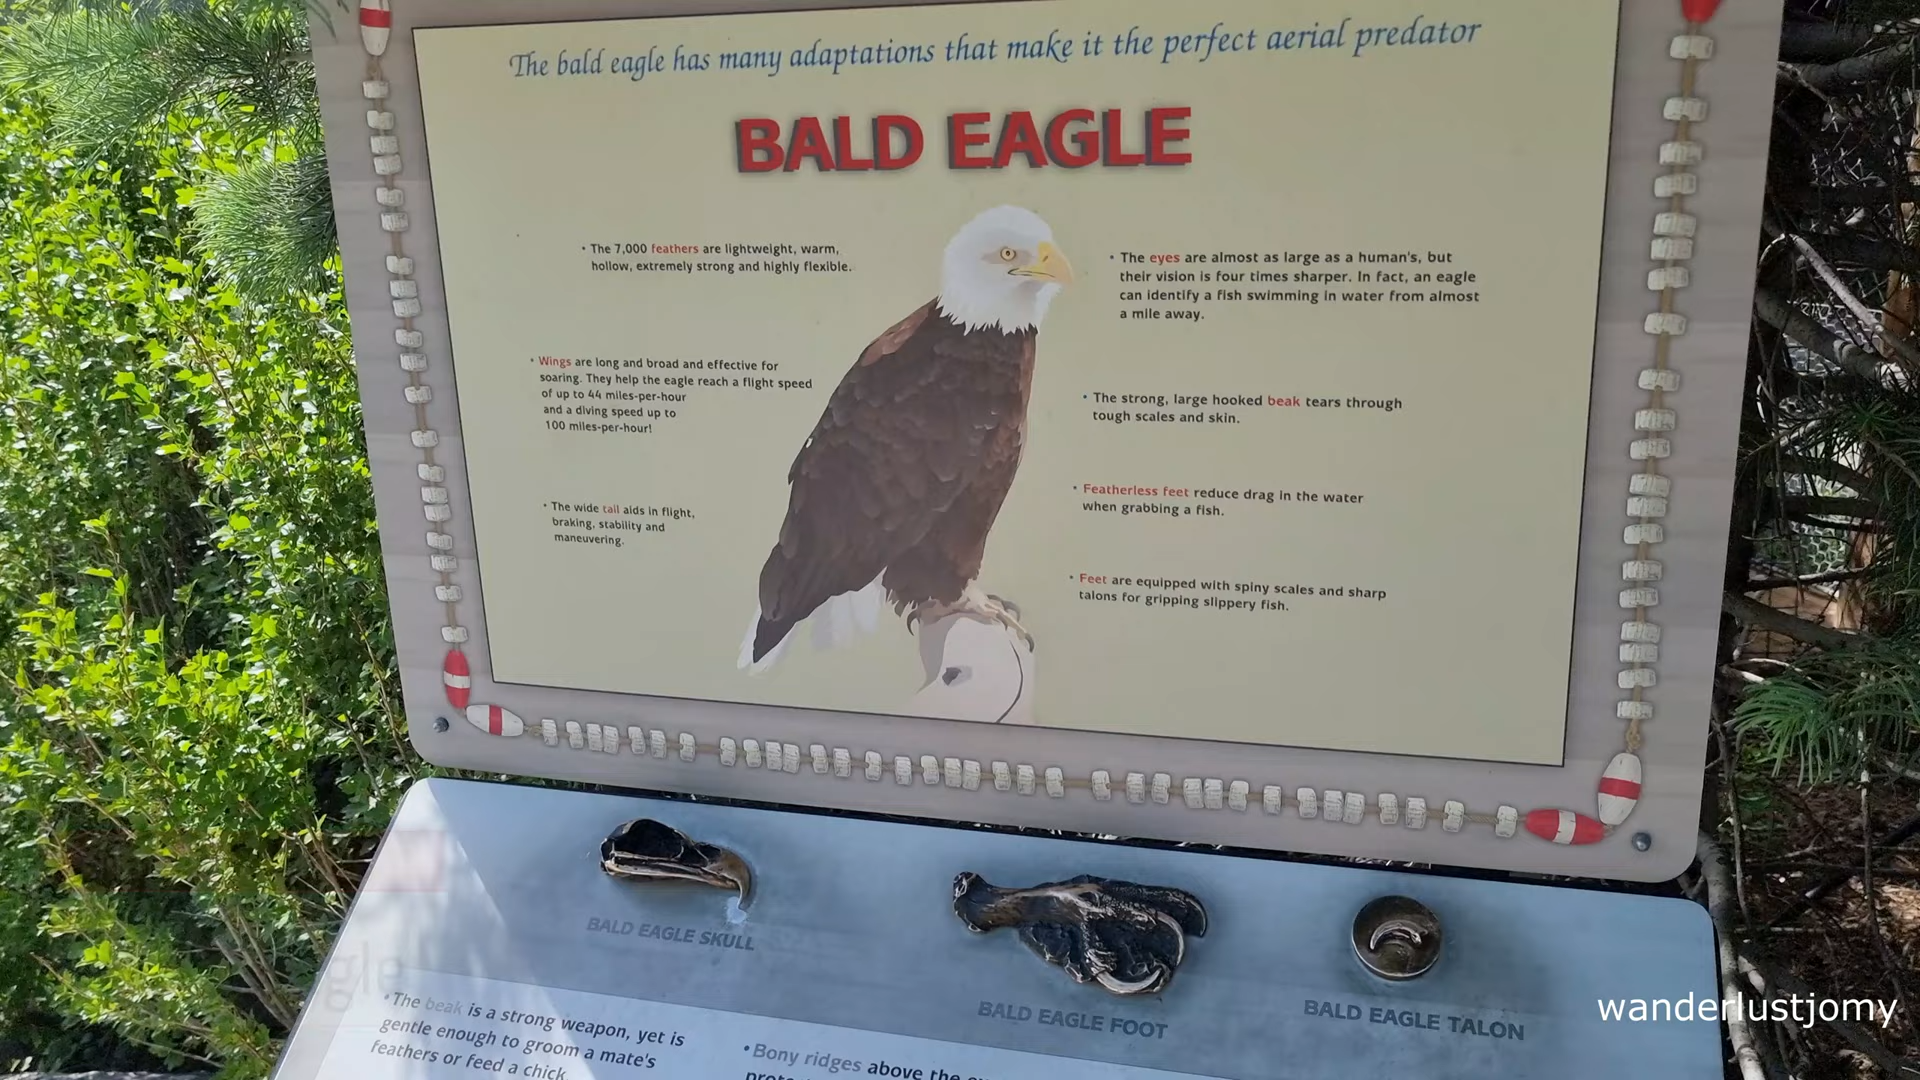 The bald eagle has many adaptations that make it the perfect aerial predator
BALD EAGLE
• The 7,000 feathers are lightweight, warm,
hollow, extremely strong and highly flexible.
• Wings are long and broad and effective for
soaring. They help the eagle reach a flight speed
of up to 44 miles-per-hour
and a diving speed up to
100 miles-per-hour!
• The wide tail aids in flight,
braking, stability and
maneuvering.
• The eyes are almost as large as a human's, but
their vision is four times sharper. In fact, an eagle
can identify a fish swimming in water from almost
a mile away.
• The strong, large hooked beak tears through
tough scales and skin.
• Featherless feet reduce drag in the water
when grabbing a fish.
• Feet are equipped with spiny scales and sharp
talons for gripping slippery fish.
BALD EAGLE SKULL
BALD EAGLE FOOT
BALD EAGLE TALON
• The beak is a strong weapon, yet is
gentle enough to groom a mate's
feathers or feed a chick.
• Bony ridges above the
wanderlustjomy